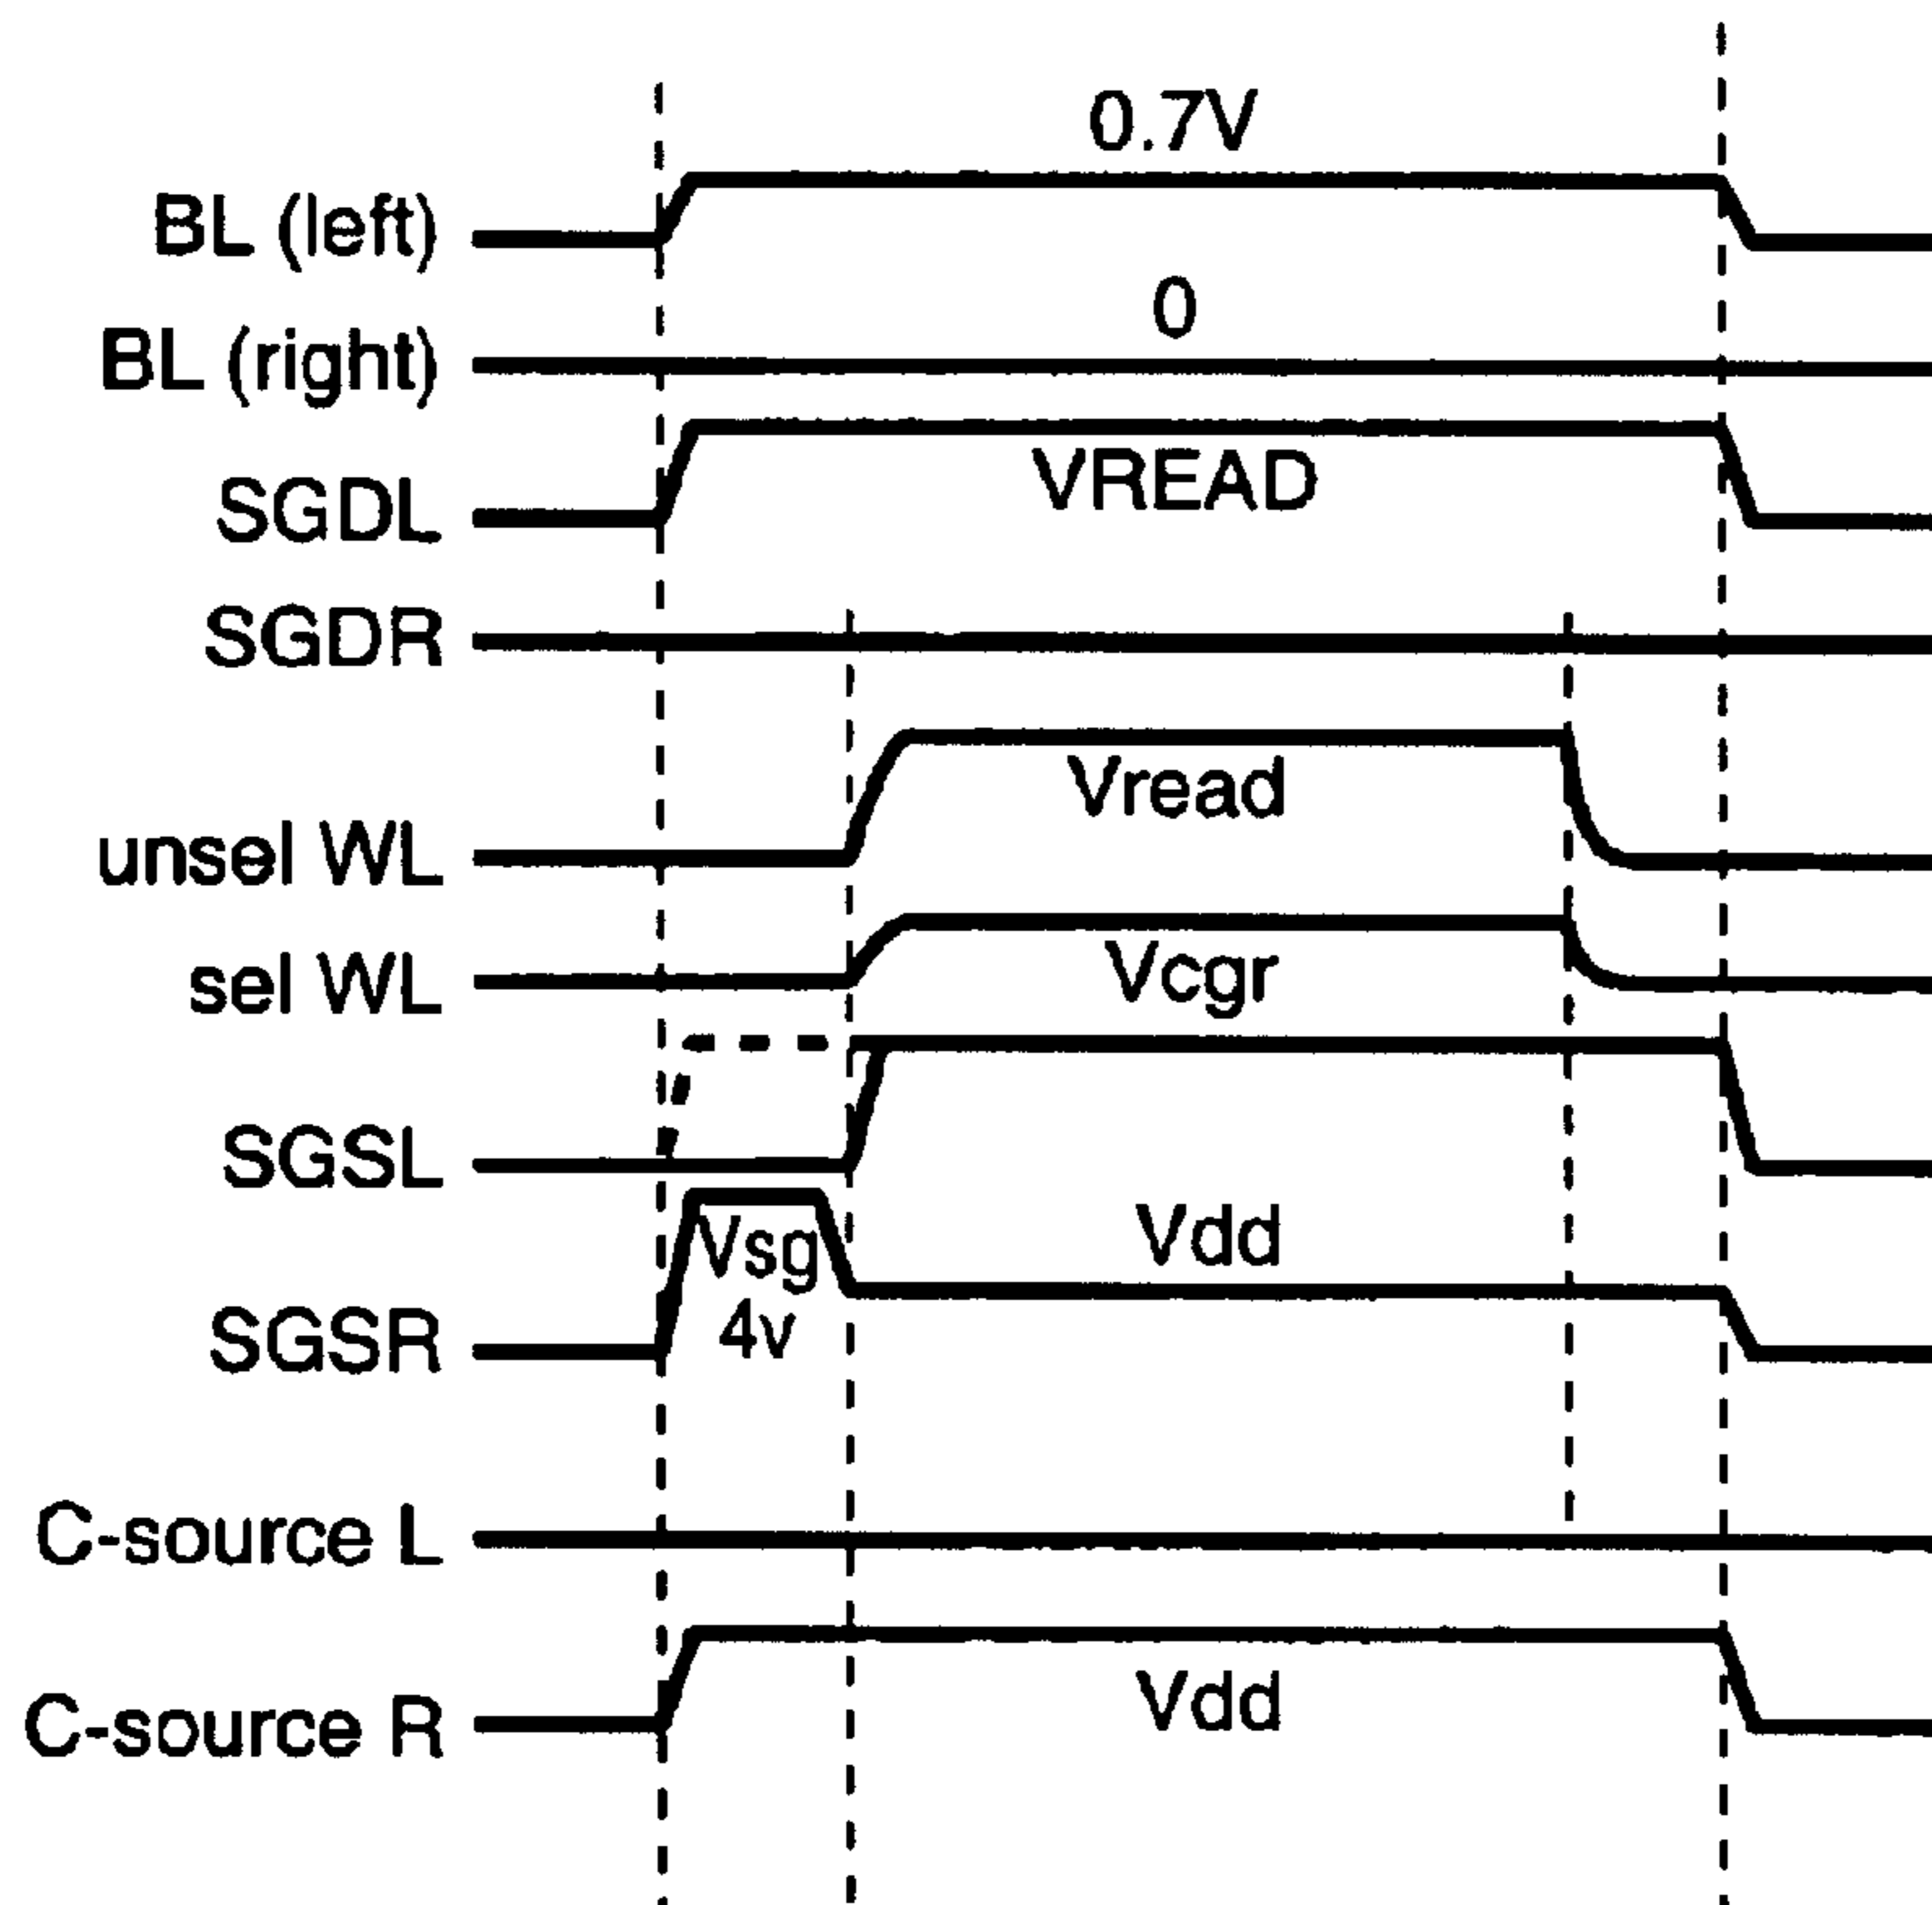 0.7V
BL (left)
0
BL (right)
VREAD
SGDL
SGDR
Vread
unsel WL
Vcgr
sel WL
SGSL
Vsg
Vdd
4v
SGSR
C-source L
Vdd
C-source R